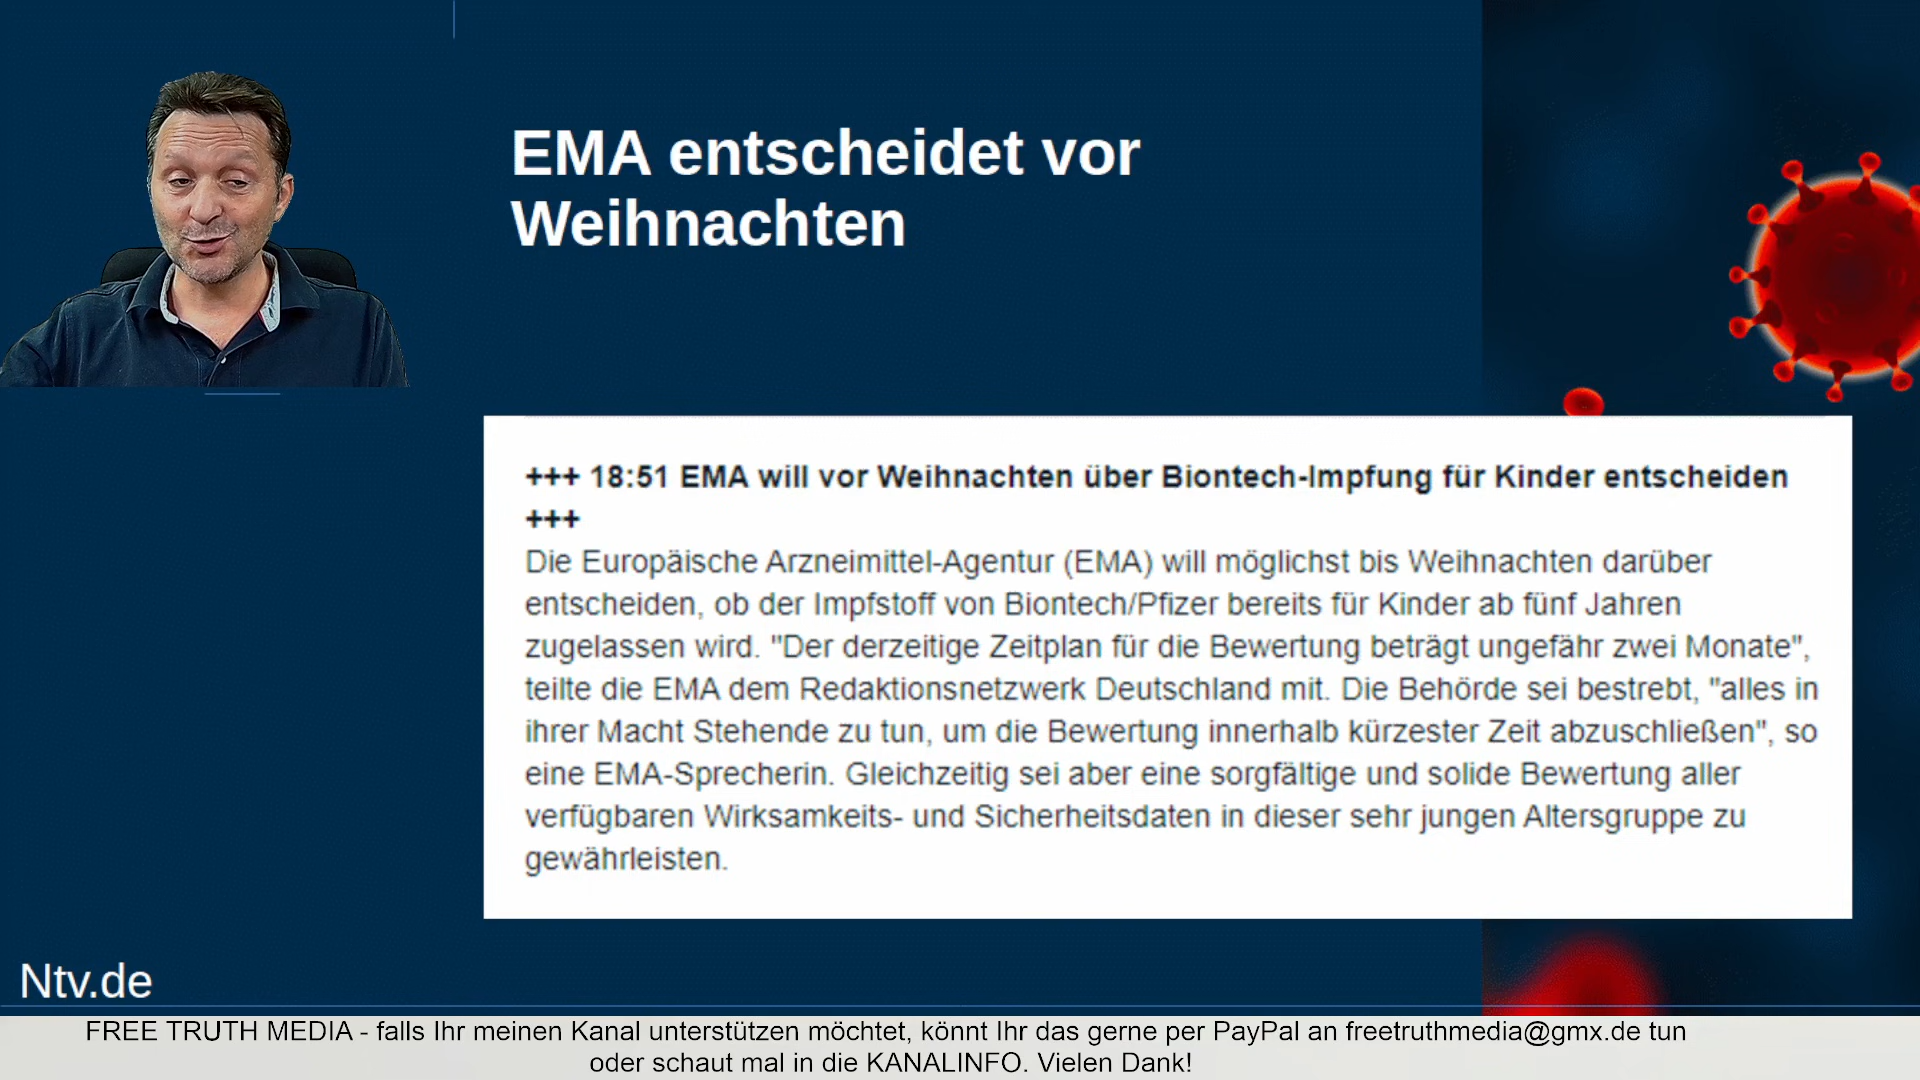 EMA entscheidet vor
Weihnachten
+++ 18:51 EMA will vor Weihnachten über Biontech-Impfung für Kinder entscheiden
+++
Die Europäische Arzneimittel-Agentur (EMA) will möglichst bis Weihnachten darüber
entscheiden, ob der Impfstoff von Biontech/Pfizer bereits für Kinder ab fünf Jahren
zugelassen wird. "Der derzeitige Zeitplan für die Bewertung beträgt ungefähr zwei Monate",
teilte die EMA dem Redaktionsnetzwerk Deutschland mit. Die Behörde sei bestrebt, "alles in
ihrer Macht Stehende zu tun, um die Bewertung innerhalb kürzester Zeit abzuschließen", so
eine EMA-Sprecherin. Gleichzeitig sei aber eine sorgfältige und solide Bewertung aller
verfügbaren Wirksamkeits- und Sicherheitsdaten in dieser sehr jungen Altersgruppe zu
gewährleisten.
Ntv.de
FREE TRUTH MEDIA - falls Ihr meinen Kanal unterstützen möchtet, könnt Ihr das gerne per PayPal an freetruthmedia@gmx.de tun
oder schaut mal in die KANALINFO. Vielen Dank!